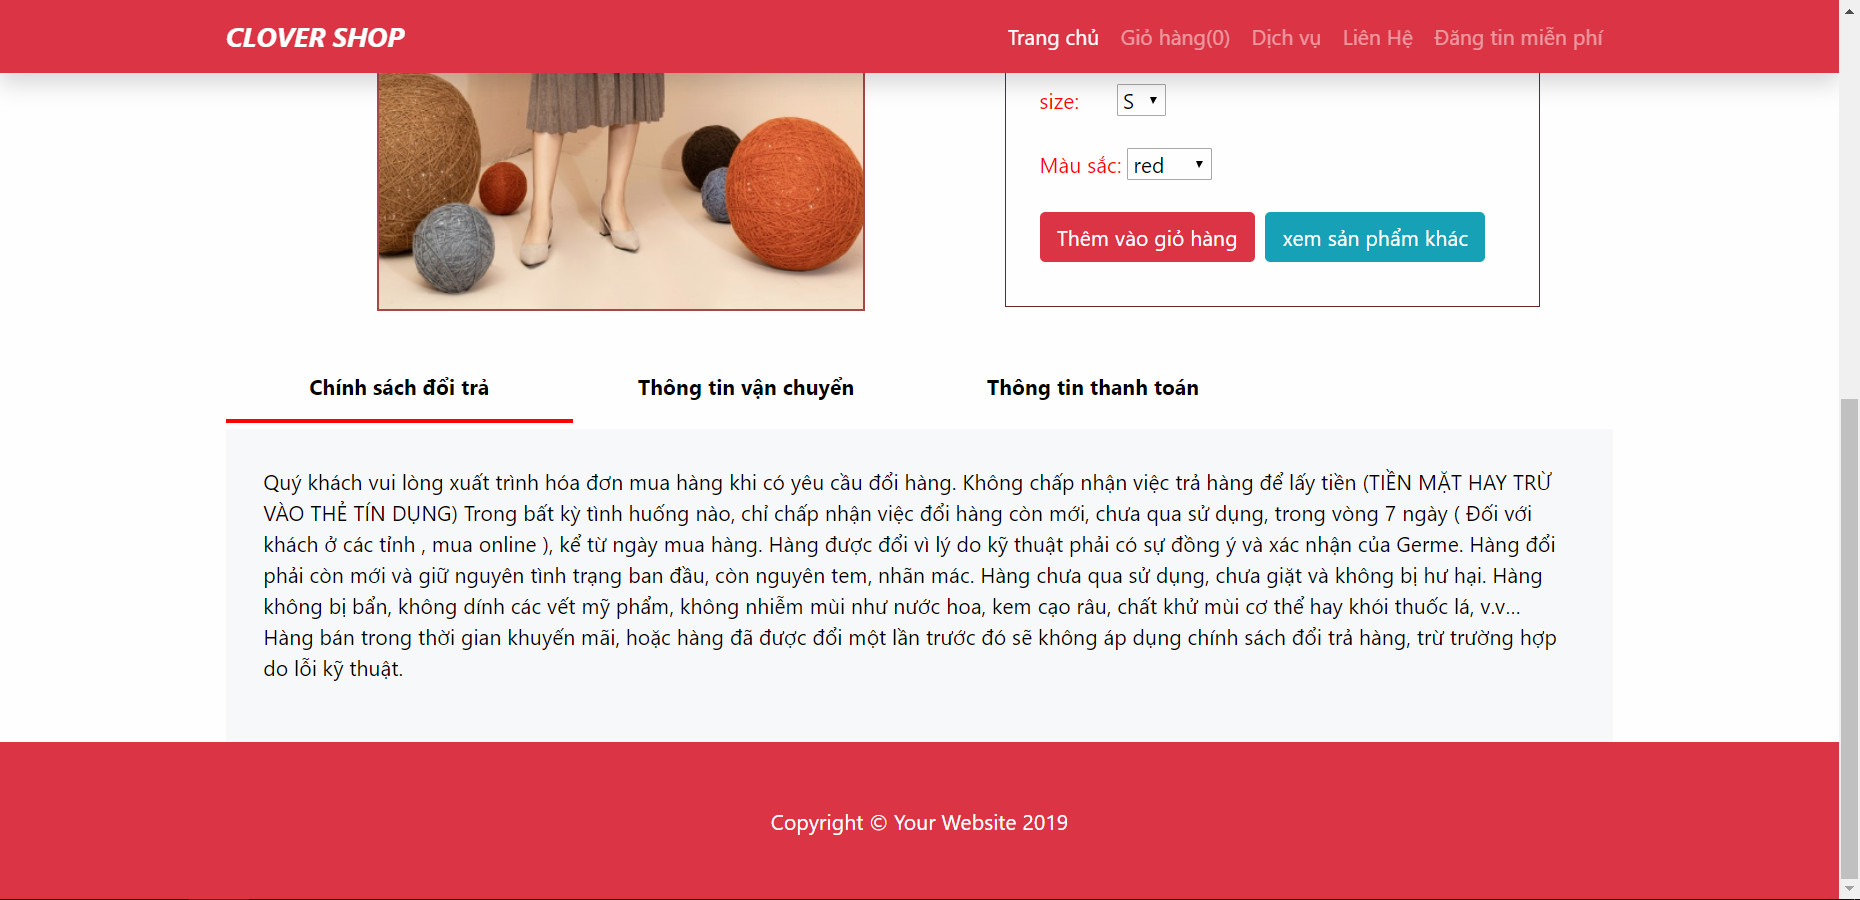 CLOVER SHOP
Trang chủ Giỏ hàng(0) Dịch vụ Liên Hệ Đăng tin miễn phí
size: S
Màu sắc: red
Thêm vào giỏ hàng xem sản phẩm khác
Chính sách đổi trả Thông tin vận chuyển Thông tin thanh toán
Quý khách vui lòng xuất trình hóa đơn mua hàng khi có yêu cầu đổi hàng. Không chấp nhận việc trả hàng để lấy tiền (TIỀN MẶT HAY TRỪ
VÀO THẺ TÍN DỤNG) Trong bất kỳ tình huống nào, chỉ chấp nhận việc đổi hàng còn mới, chưa qua sử dụng, trong vòng 7 ngày ( Đối với
khách ở các tỉnh , mua online ), kể từ ngày mua hàng. Hàng được đổi vì lý do kỹ thuật phải có sự đồng ý và xác nhận của Germe. Hàng đổi
phải còn mới và giữ nguyên tình trạng ban đầu, còn nguyên tem, nhãn mác. Hàng chưa qua sử dụng, chưa giặt và không bị hư hại. Hàng
không bị bẩn, không dính các vết mỹ phẩm, không nhiễm mùi như nước hoa, kem cạo râu, chất khử mùi cơ thể hay khói thuốc lá, v.v...
Hàng bán trong thời gian khuyến mãi, hoặc hàng đã được đổi một lần trước đó sẽ không áp dụng chính sách đổi trả hàng, trừ trường hợp
do lỗi kỹ thuật.
Copyright © Your Website 2019